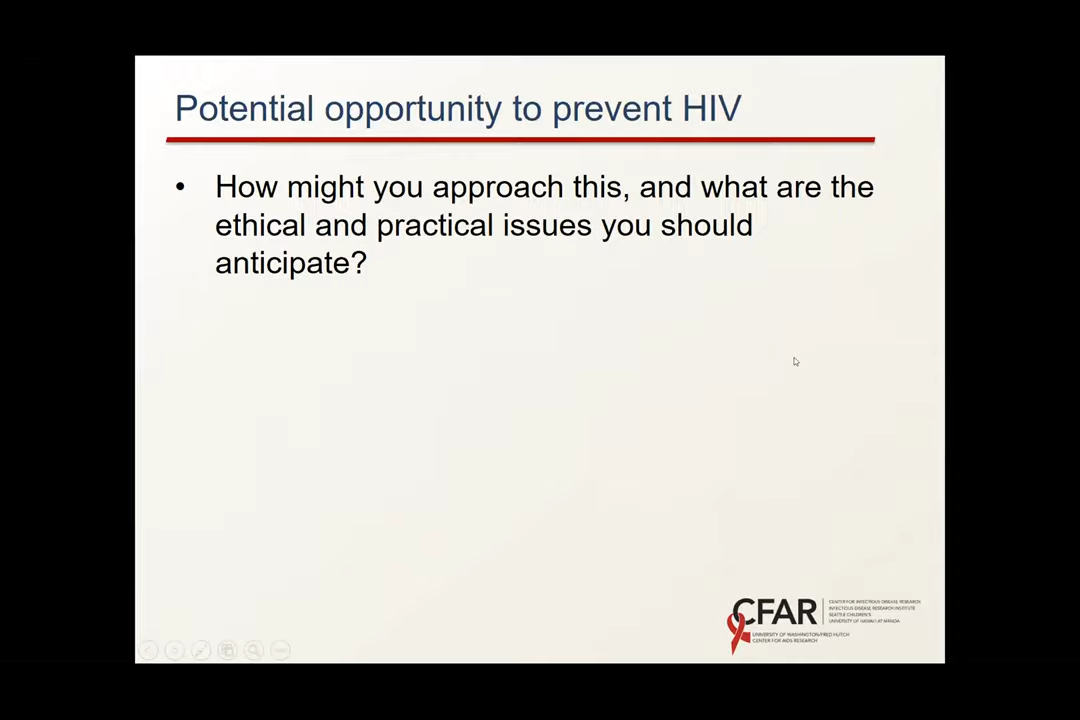 Potential opportunity to prevent HIV
• How might you approach this, and what are the
ethical and practical issues you should
anticipate?
CFAR
CENTER FOR INFECTIOUS DISEASE RESEARCH
INFECTIOUS DISEASE RESEARCH INSTITUTE
SEATTLE CHILDREN'S
UNIVERSITY OF HAWAI'I AT MANOA
UNIVERSITY OF WASHINGTON/FRED HUTCH
CENTER FOR AIDS RESEARCH